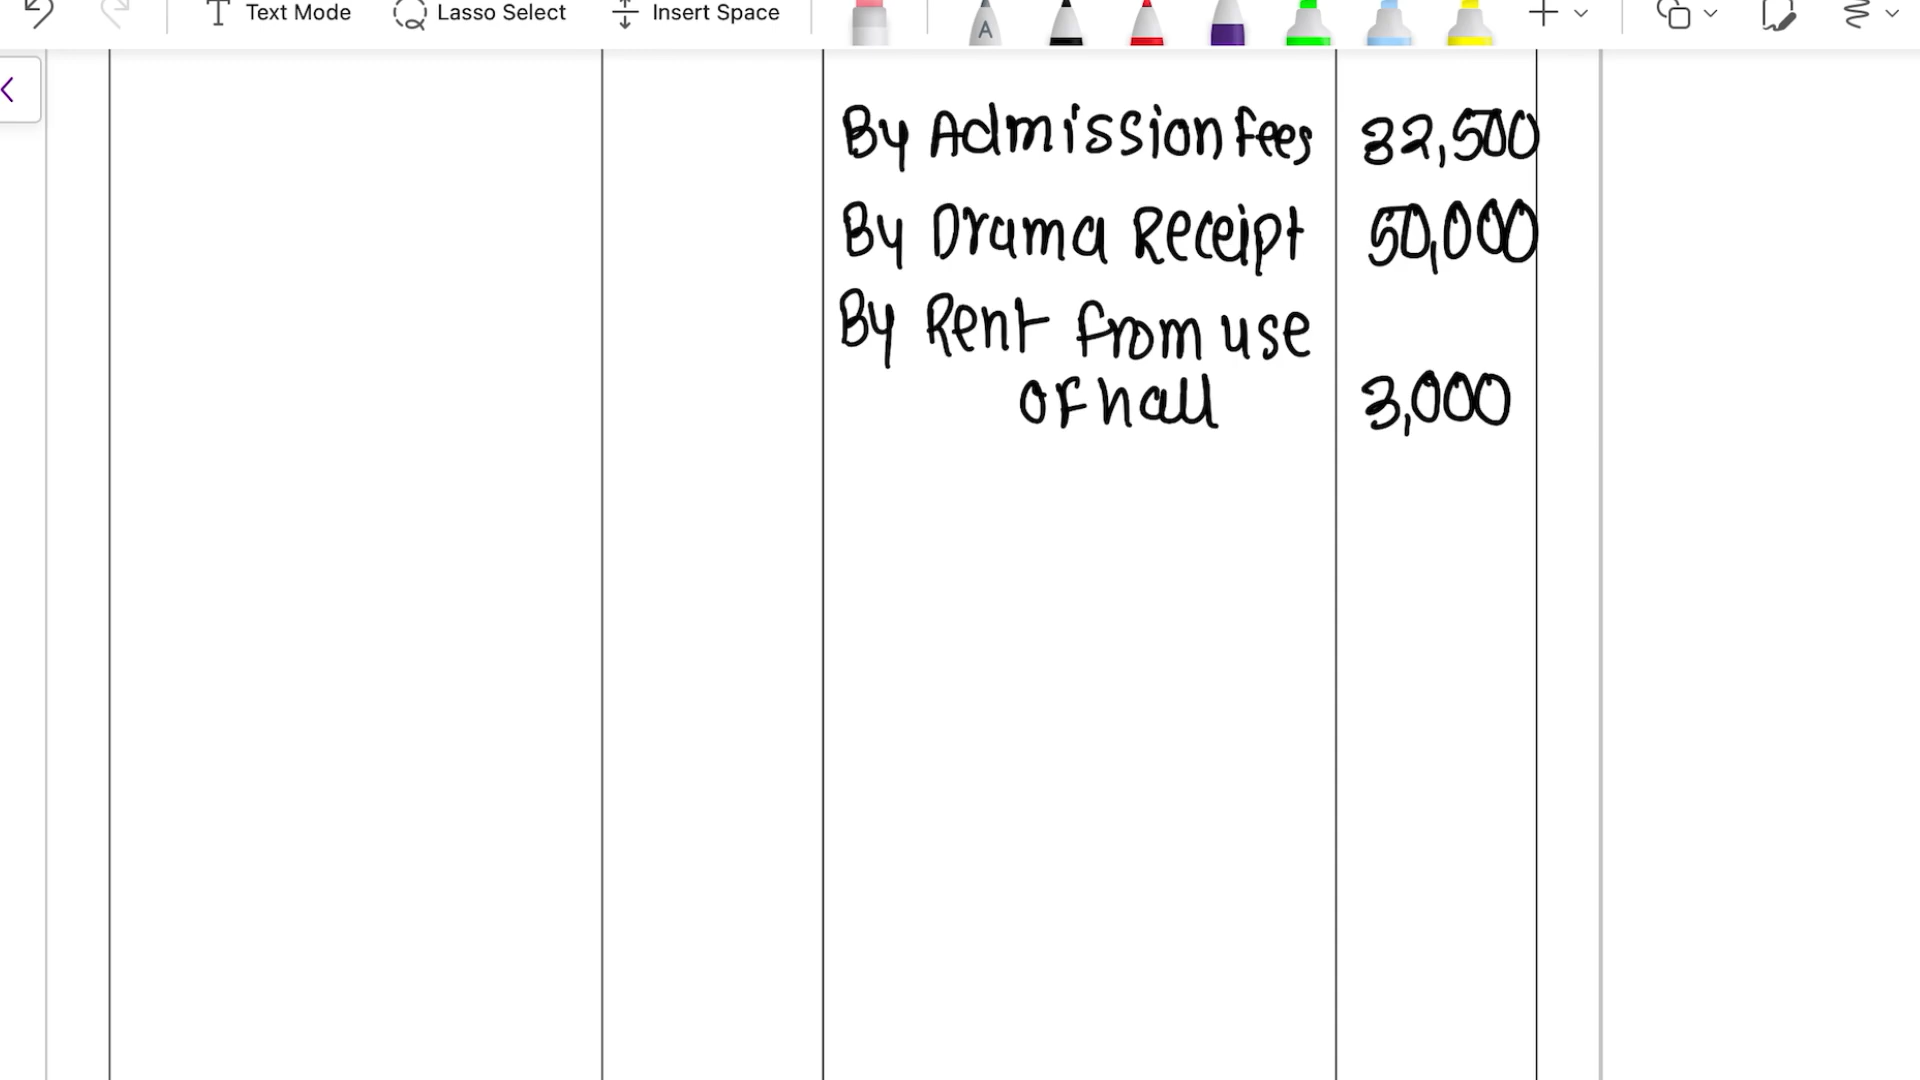 Text Mode Lasso Select Insert Space
By Admission Fees 32,500
By Drama Receipt 50,000
By Rent from use
of hall 3,000